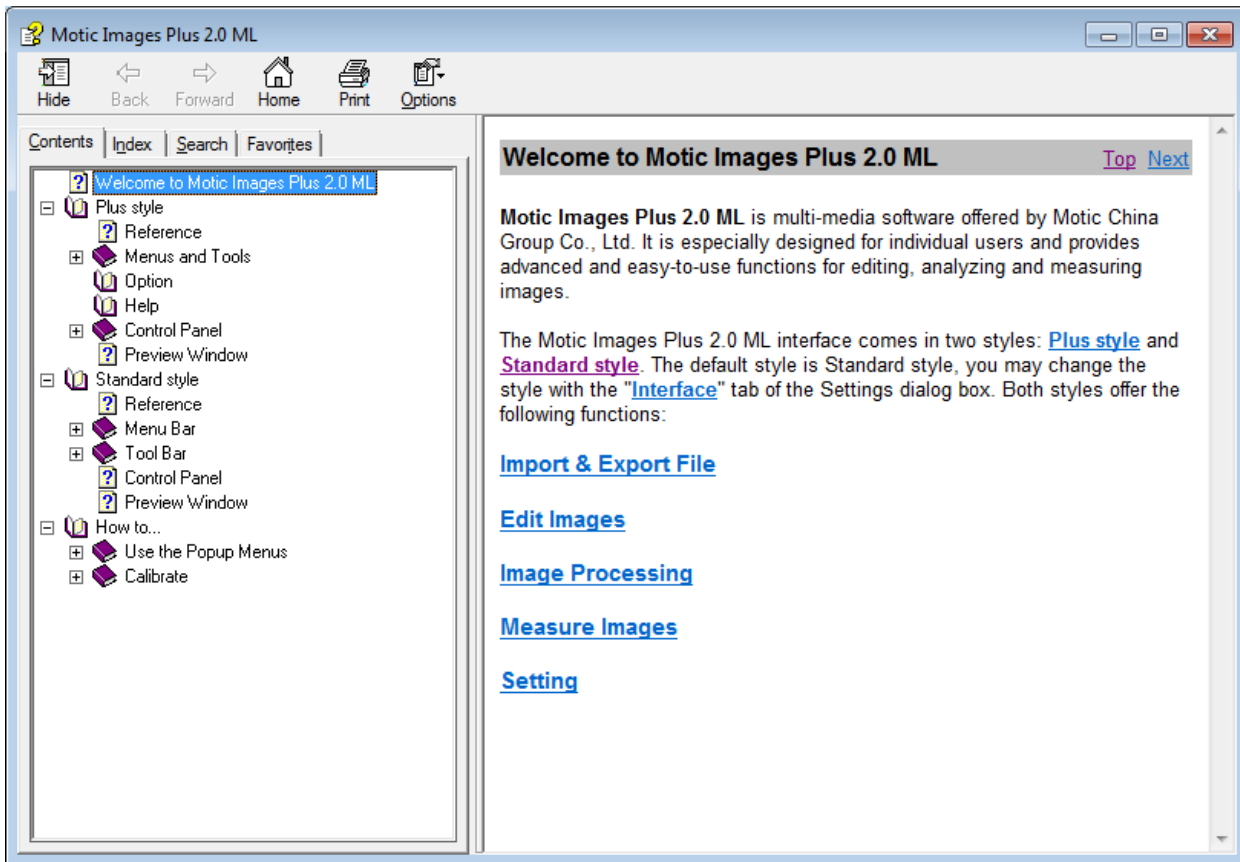 Motic Images Plus 2.0 ML
Hide Back Forward Home Print Options
Contents Index Search Favorites
Welcome to Motic Images Plus 2.0 ML
Plus style
Reference
Menus and Tools
Option
Help
Control Panel
Preview Window
Standard style
Reference
Menu Bar
Tool Bar
Control Panel
Preview Window
How to...
Use the Popup Menus
Calibrate
Welcome to Motic Images Plus 2.0 ML Top Next
Motic Images Plus 2.0 ML is multi-media software offered by Motic China
Group Co., Ltd. It is especially designed for individual users and provides
advanced and easy-to-use functions for editing, analyzing and measuring
images.
The Motic Images Plus 2.0 ML interface comes in two styles: Plus style and
Standard style. The default style is Standard style, you may change the
style with the "Interface" tab of the Settings dialog box. Both styles offer the
following functions:
Import & Export File
Edit Images
Image Processing
Measure Images
Setting